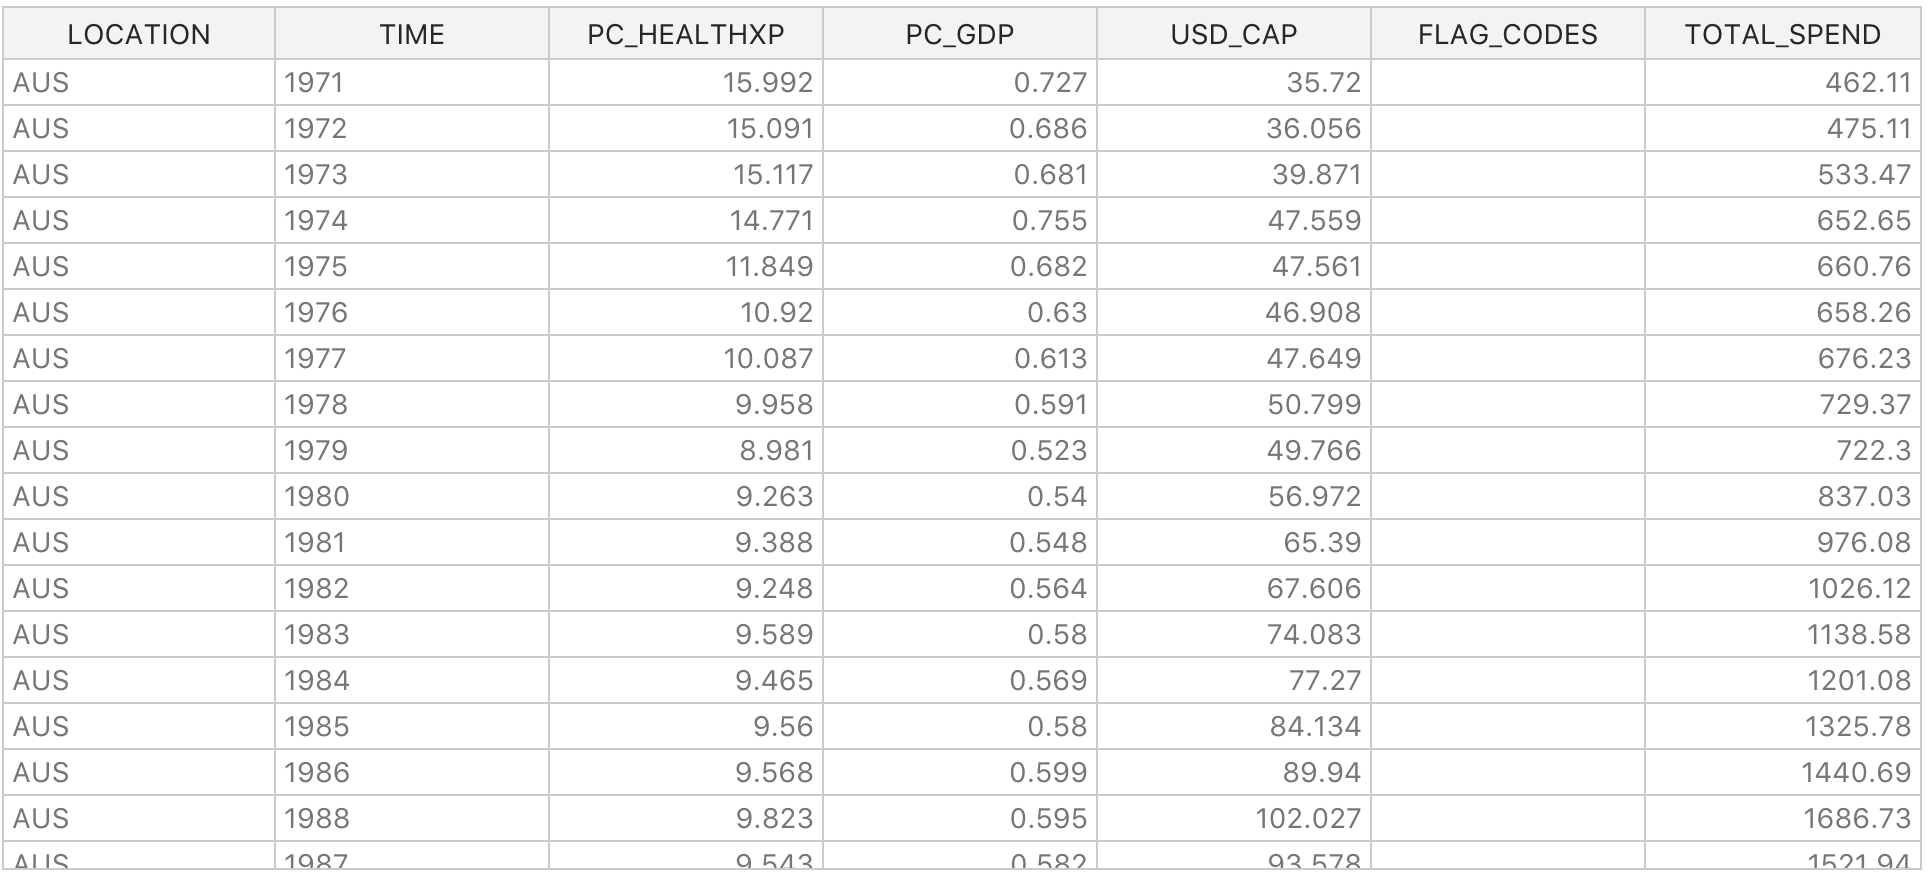 LOCATION TIME PC_HEALTHXP PC_GDP USD_CAP FLAG_CODES TOTAL_SPEND
AUS 1971 15.992 0.727 35.72 462.11
AUS 1972 15.091 0.686 36.056 475.11
AUS 1973 15.117 0.681 39.871 533.47
AUS 1974 14.771 0.755 47.559 652.65
AUS 1975 11.849 0.682 47.561 660.76
AUS 1976 10.92 0.63 46.908 658.26
AUS 1977 10.087 0.613 47.649 676.23
AUS 1978 9.958 0.591 50.799 729.37
AUS 1979 8.981 0.523 49.766 722.3
AUS 1980 9.263 0.54 56.972 837.03
AUS 1981 9.388 0.548 65.39 976.08
AUS 1982 9.248 0.564 67.606 1026.12
AUS 1983 9.589 0.58 74.083 1138.58
AUS 1984 9.465 0.569 77.27 1201.08
AUS 1985 9.56 0.58 84.134 1325.78
AUS 1986 9.568 0.599 89.94 1440.69
AUS 1988 9.823 0.595 102.027 1686.73
AUS 1987 9.543 0.582 93.578 1521.94